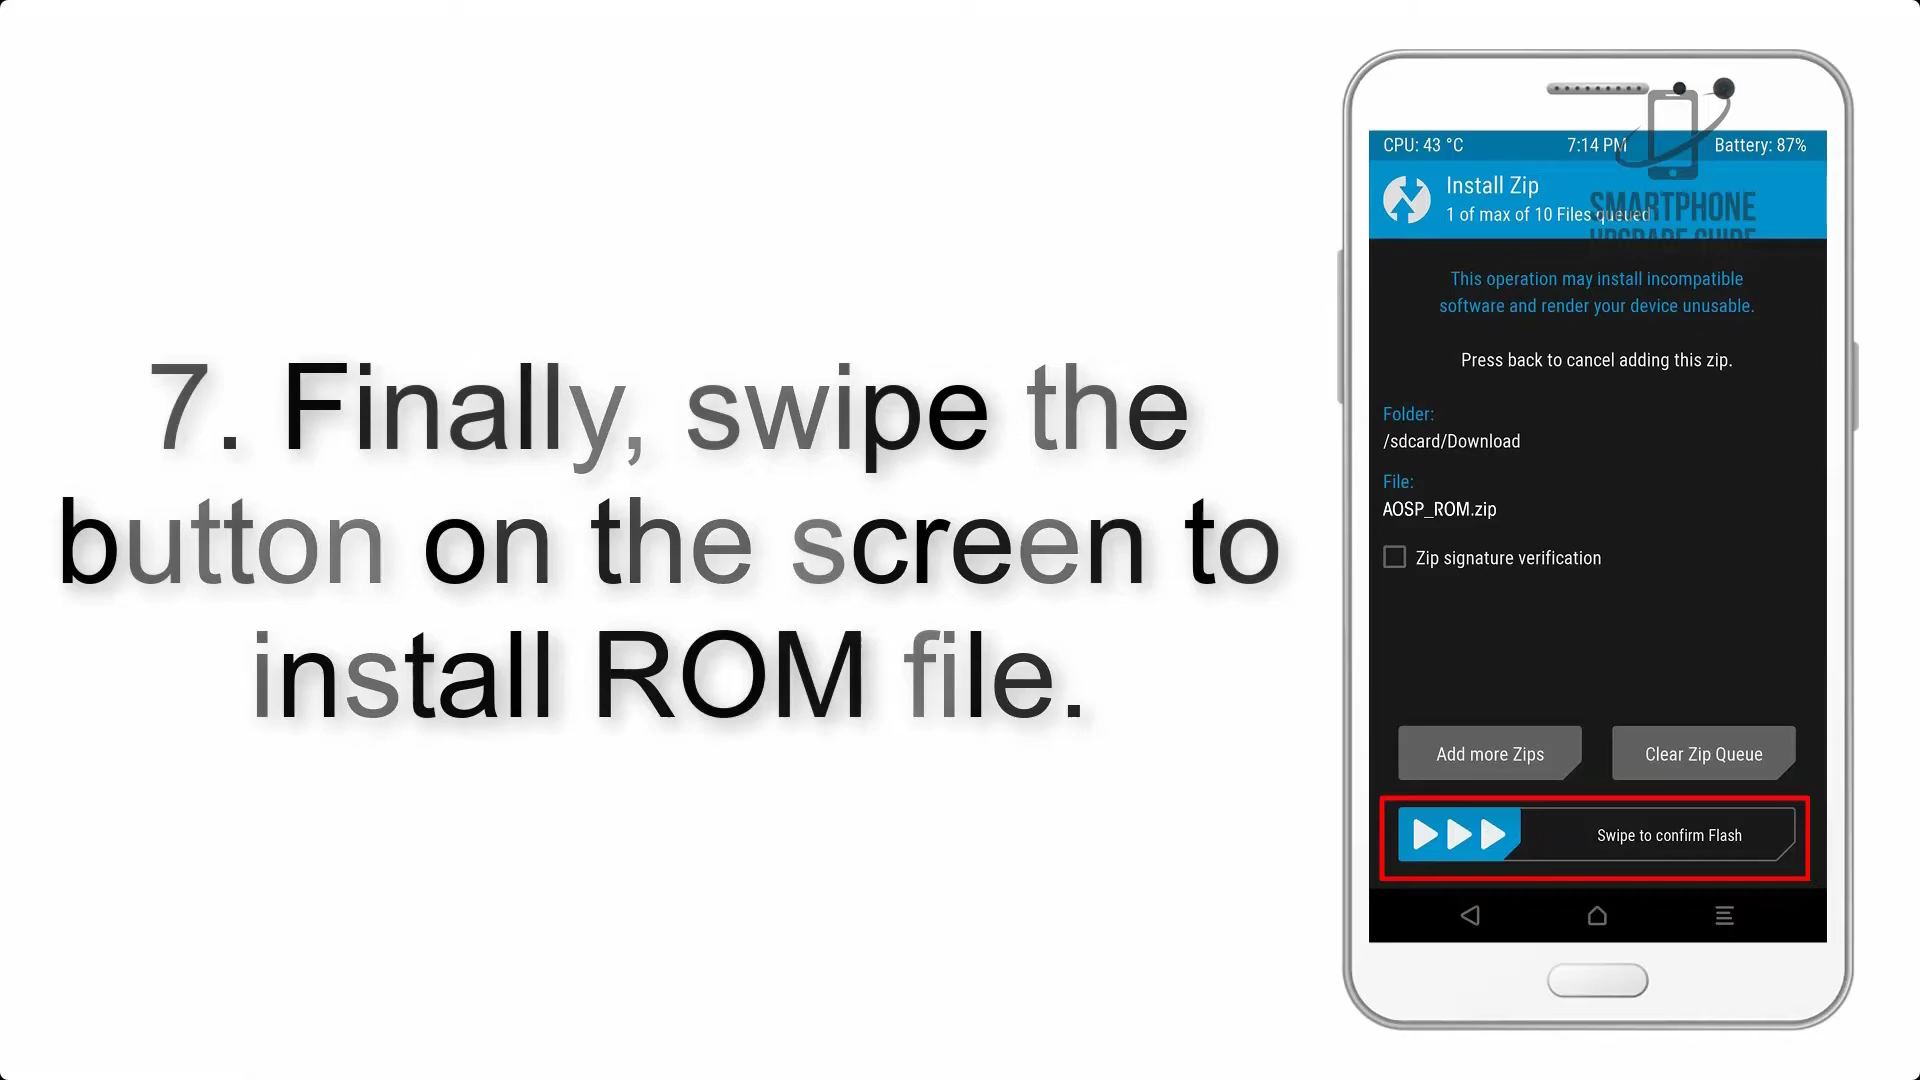 7. Finally, swipe the
button on the screen to
install ROM file.
CPU: 43 °C 7:14 PM Battery: 87%
Install Zip
1 of max of 10 Files queued
SMARTPHONE
UPGRADE GUIDE
This operation may install incompatible
software and render your device unusable.
Press back to cancel adding this zip.
Folder:
/sdcard/Download
File:
AOSP_ROM.zip
Zip signature verification
Add more Zips Clear Zip Queue
Swipe to confirm Flash